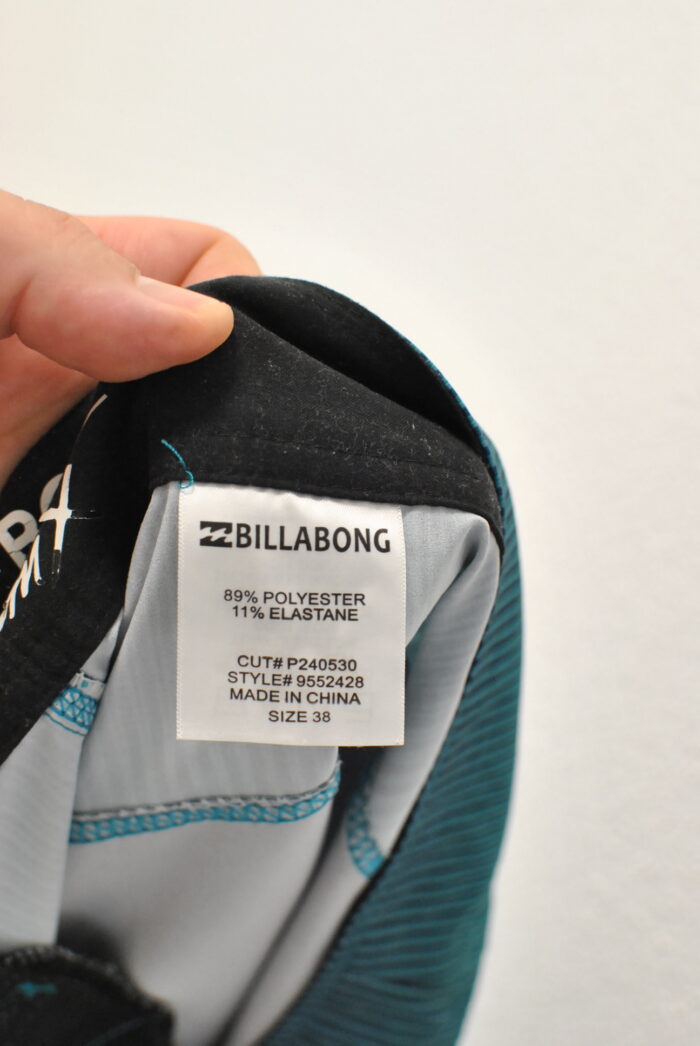 BILLABONG
89% POLYESTER
11% ELASTANE
CUT# P240530
STYLE# 9552428
MADE IN CHINA
SIZE 38